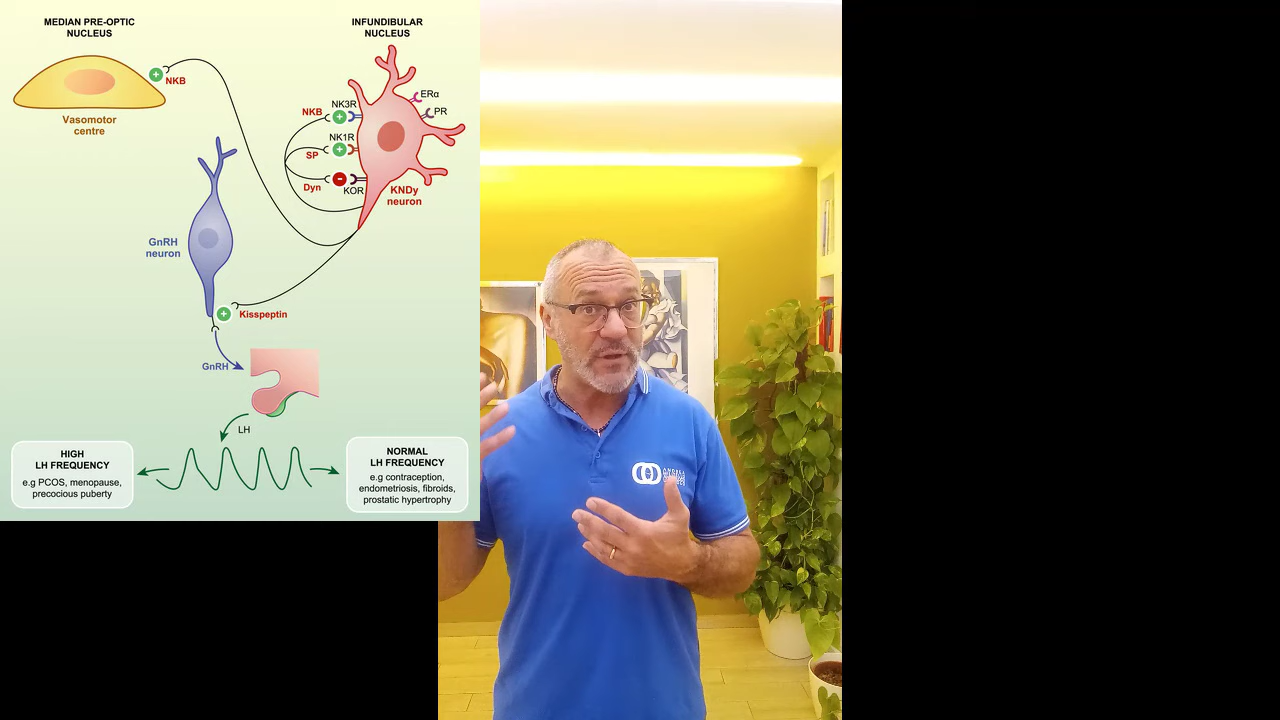 MEDIAN PRE-OPTIC
NUCLEUS
INFUNDIBULAR
NUCLEUS
NKB
Vasomotor
centre
ERα
PR
NK3R
NKB
NK1R
SP
Dyn
KOR
KNDy
neuron
GnRH
neuron
Kisspeptin
GnRH
LH
HIGH
LH FREQUENCY
e.g PCOS, menopause,
precocious puberty
NORMAL
LH FREQUENCY
e.g contraception,
endometriosis, fibroids,
prostatic hypertrophy